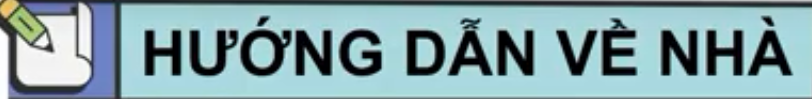 HƯỚNG DẪN VỀ NHÀ